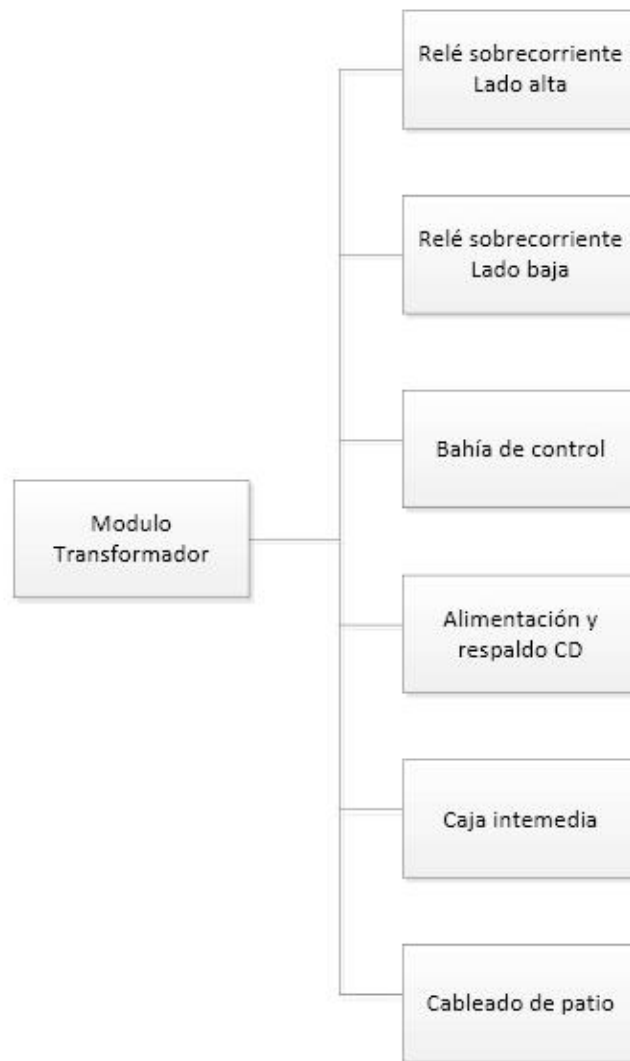 Relé sobrecorriente
Lado alta
Relé sobrecorriente
Lado baja
Bahía de control
Modulo
Transformador
Alimentación y
respaldo CD
Caja intemedia
Cableado de patio